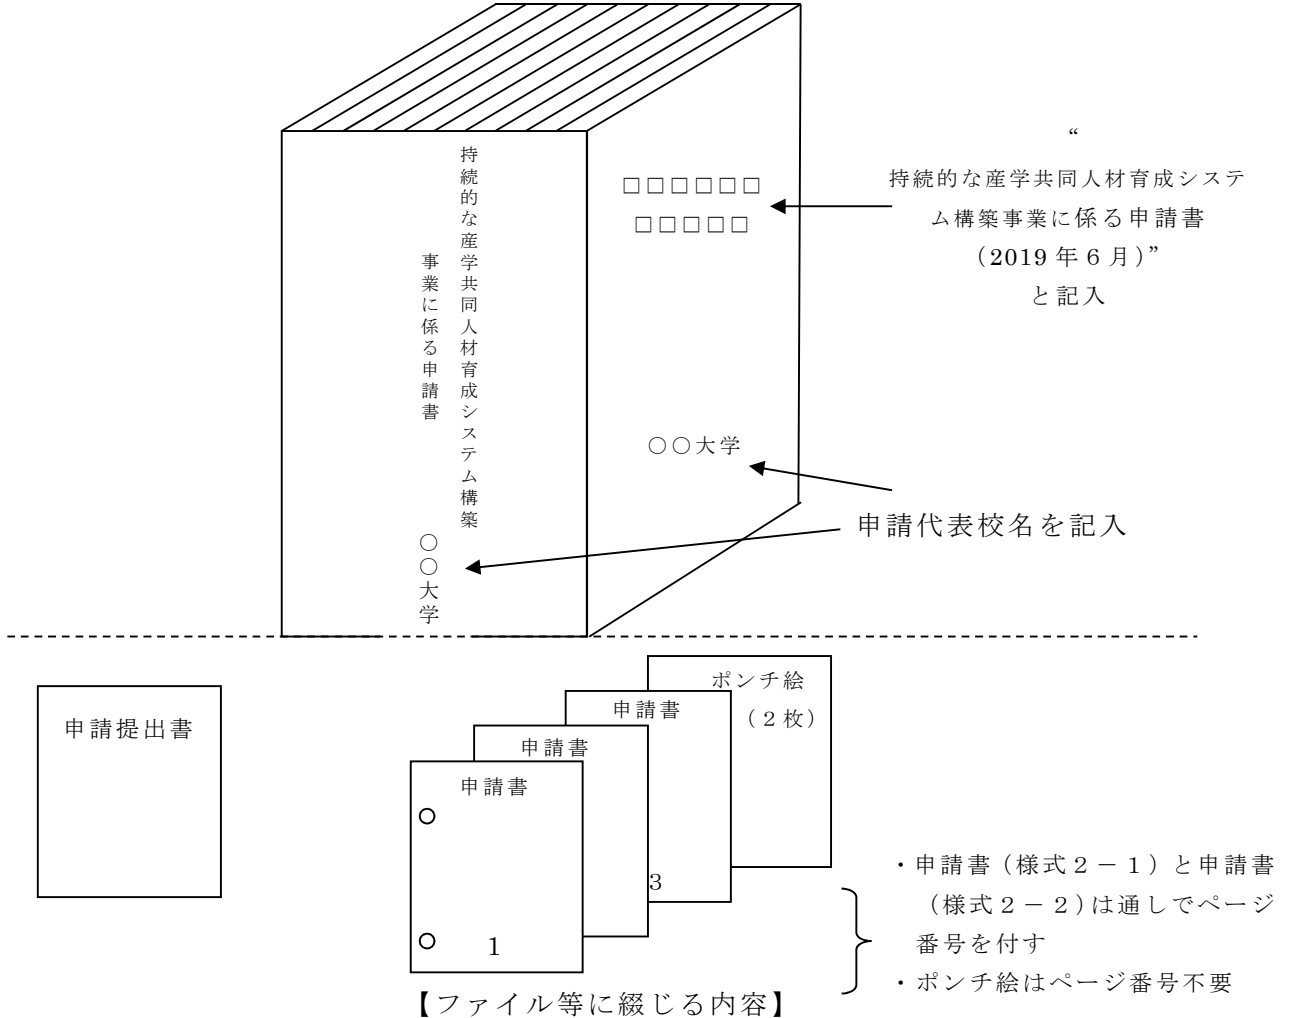 持続的な産学共同人材育成システム構築
事業に係る申請書
○○大学
□□□□□□
□□□□□
○○大学
“
持続的な産学共同人材育成システ
ム構築事業に係る申請書
（2019 年 6 月）”
と記入
申請代表校名を記入
申請提出書
ポンチ絵
（２枚）
申請書
3
申請書
申請書
1
・申請書（様式２－１）と申請書
（様式２－２）は通しでページ
番号を付す
・ポンチ絵はページ番号不要
【ファイル等に綴じる内容】